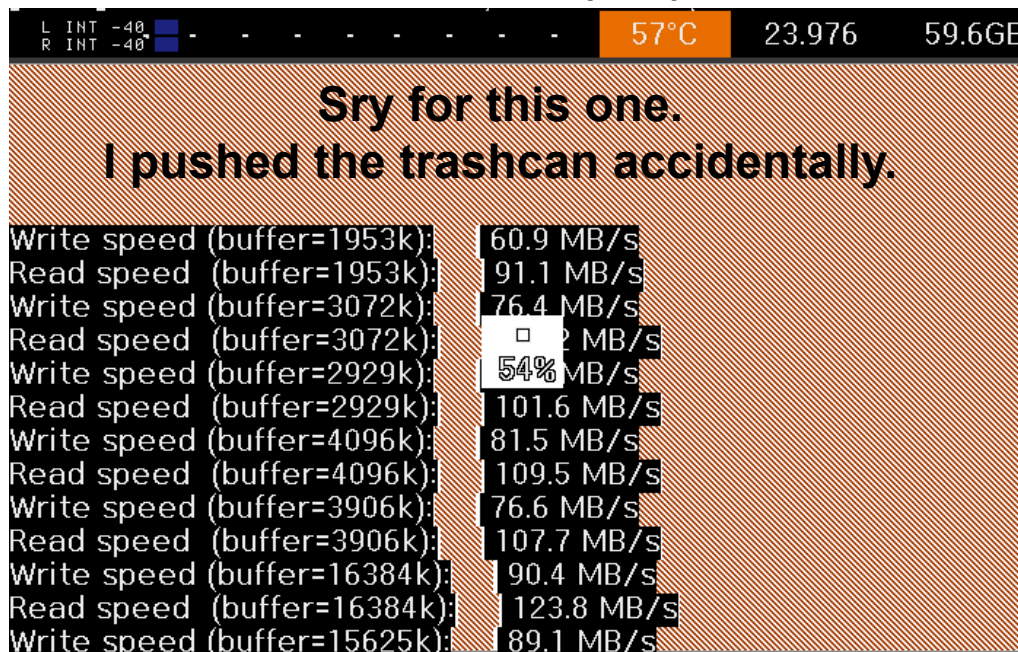 L INT -40
R INT -40
57°C 23.976 59.6GB
Sry for this one.
I pushed the trashcan accidentally.
Write speed (buffer=1953k): 60.9 MB/s
Read speed (buffer=1953k): 91.1 MB/s
Write speed (buffer=3072k): 76.4 MB/s
Read speed (buffer=3072k): MB/s
54%
Write speed (buffer=2929k): MB/s
Read speed (buffer=2929k): 101.6 MB/s
Write speed (buffer=4096k): 81.5 MB/s
Read speed (buffer=4096k): 109.5 MB/s
Write speed (buffer=3906k): 76.6 MB/s
Read speed (buffer=3906k): 107.7 MB/s
Write speed (buffer=16384k): 90.4 MB/s
Read speed (buffer=16384k): 123.8 MB/s
Write speed (buffer=15625k): 89.1 MB/s